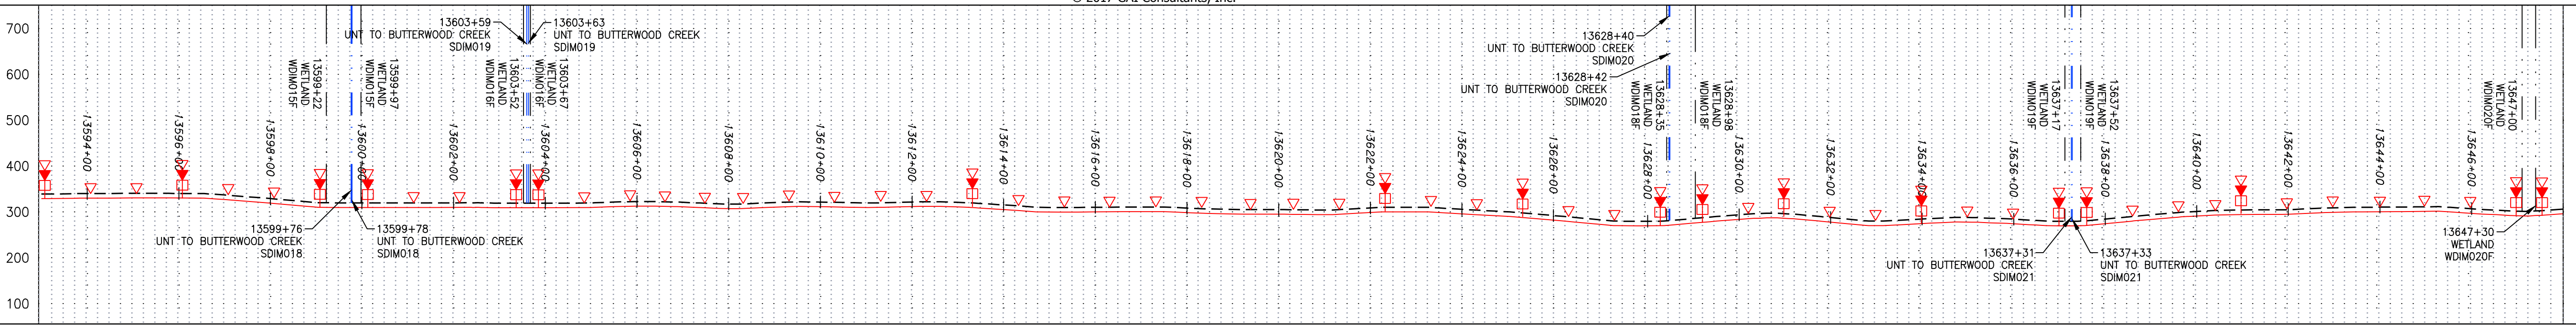 © 2017 GAI Consultants, Inc.
700
600
500
400
300
200
100
13594+00
13596+00
13598+00
13600+00
13602+00
13604+00
13606+00
13608+00
13610+00
13612+00
13614+00
13616+00
13618+00
13620+00
13622+00
13624+00
13626+00
13628+00
13630+00
13632+00
13634+00
13636+00
13638+00
13640+00
13642+00
13644+00
13646+00
13599+22
WETLAND
WDIM015F
13599+97
WETLAND
WDIM015F
13599+76
UNT TO BUTTERWOOD CREEK
SDIM018
13599+78
UNT TO BUTTERWOOD CREEK
SDIM018
13603+59
UNT TO BUTTERWOOD CREEK
SDIM019
13603+63
UNT TO BUTTERWOOD CREEK
SDIM019
13603+52
WETLAND
WDIM016F
13603+67
WETLAND
WDIM016F
13628+40
UNT TO BUTTERWOOD CREEK
SDIM020
13628+42
UNT TO BUTTERWOOD CREEK
SDIM020
13628+35
WETLAND
WDIM018F
13628+98
WETLAND
WDIM018F
13637+17
WETLAND
WDIM019F
13637+52
WETLAND
WDIM019F
13637+31
UNT TO BUTTERWOOD CREEK
SDIM021
13637+33
UNT TO BUTTERWOOD CREEK
SDIM021
13647+00
WETLAND
WDIM020F
13647+30
WETLAND
WDIM020F